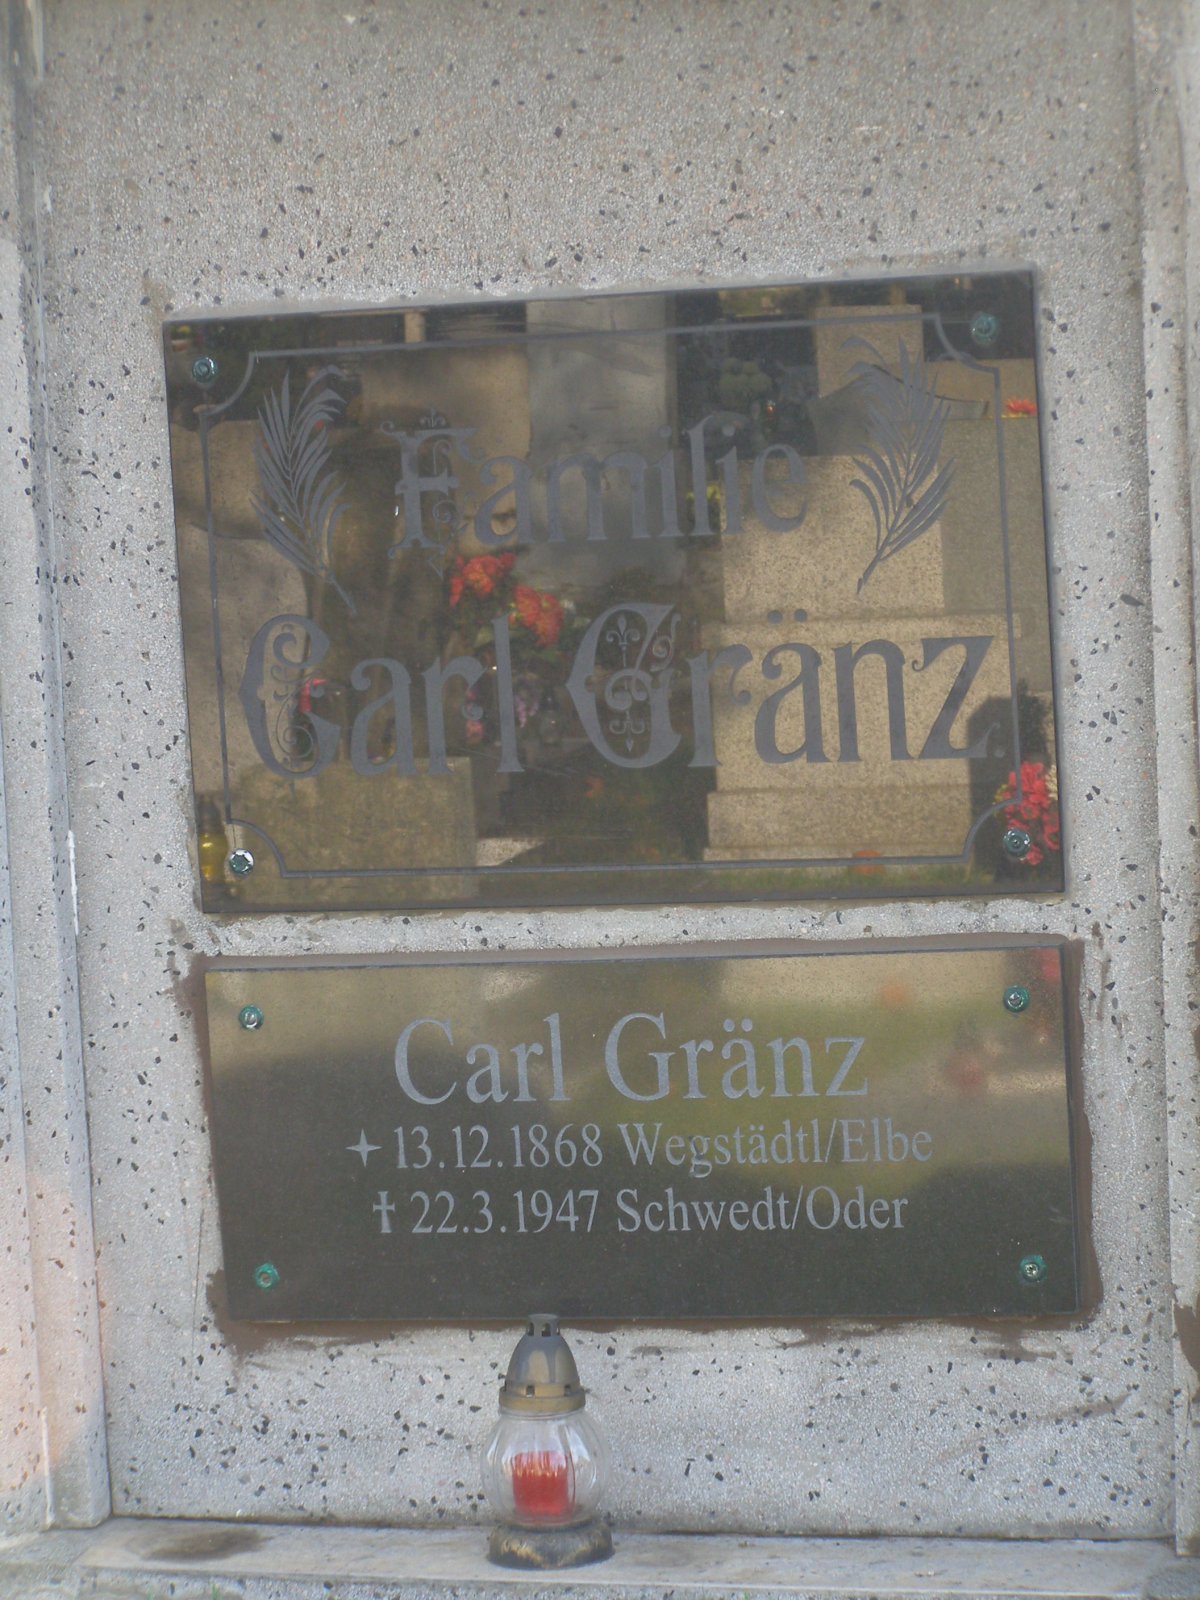 Familie
Carl Gränz.
Carl Gränz
✦13.12.1868 Wegstädtl/Elbe
✝22.3.1947 Schwedt/Oder